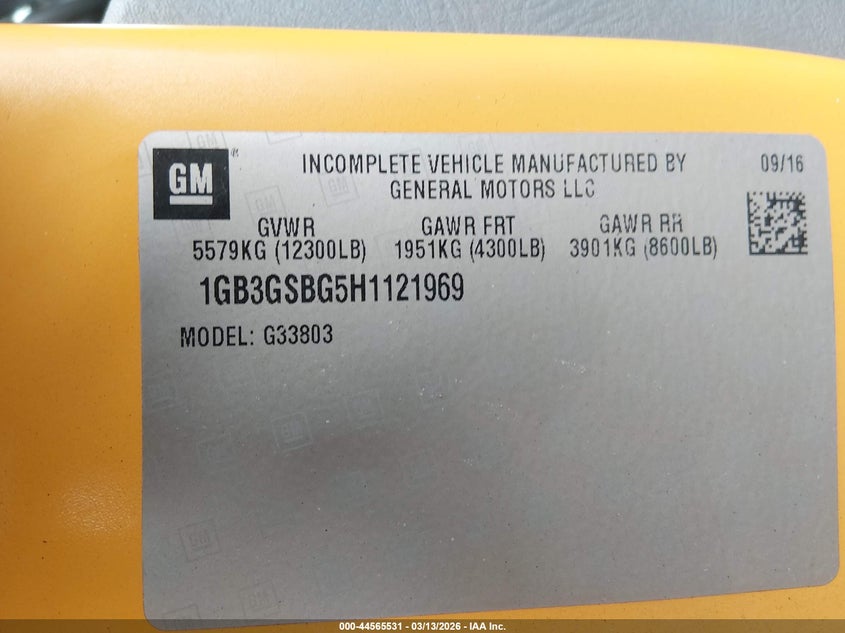 GM
INCOMPLETE VEHICLE MANUFACTURED BY
GENERAL MOTORS LLC
09/16
GVWR GAWR FRT GAWR RR
5579KG (12300LB) 1951KG (4300LB) 3901KG (8600LB)
1GB3GSBG5H1121969
MODEL: G33803
000-44565531 - 03/13/2026 - IAA Inc.